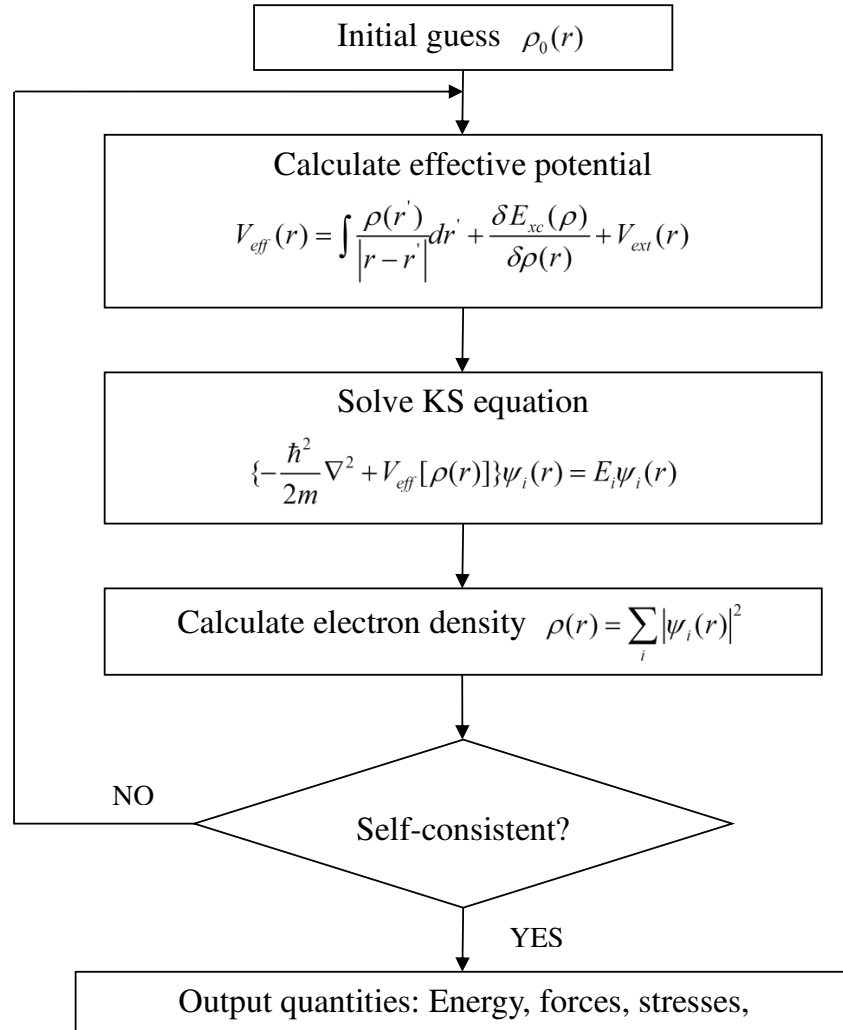 Initial guess ρ₀(r)
Calculate effective potential
V_eff(r) = ∫ ρ(r') / |r − r'| dr' + δE_xc(ρ) / δρ(r) + V_ext(r)
Solve KS equation
{−ℏ² / 2m ∇² + V_eff[ρ(r)]}ψ_i(r) = E_iψ_i(r)
Calculate electron density ρ(r) = ∑_i |ψ_i(r)|²
NO
Self-consistent?
YES
Output quantities: Energy, forces, stresses,